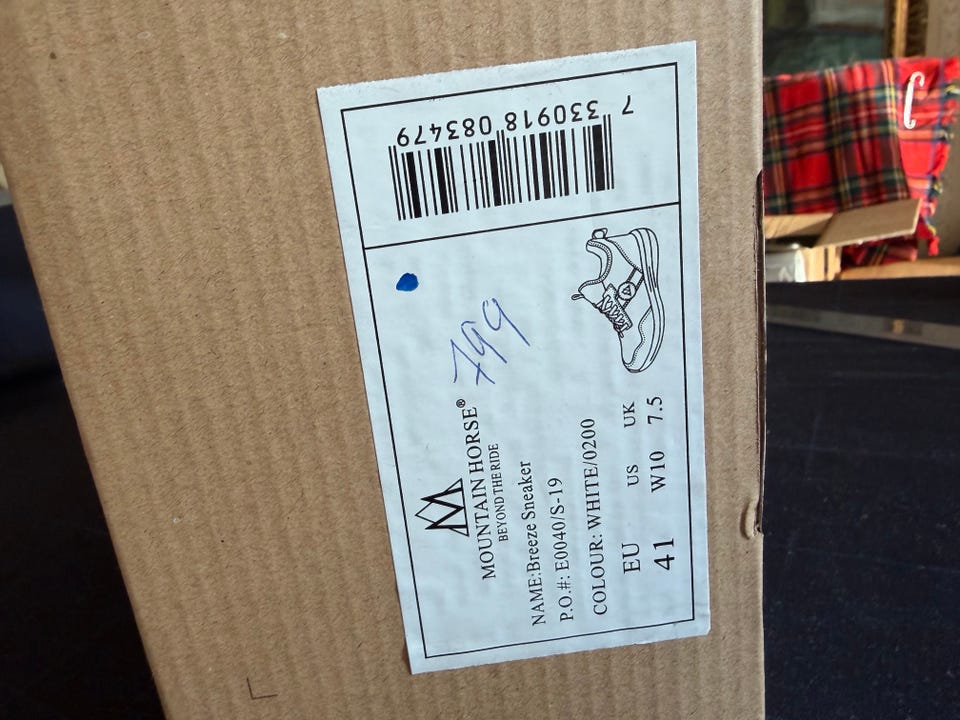 MOUNTAIN HORSE®
BEYOND THE RIDE
799
NAME:Breeze Sneaker
P.O.#: E0040/S-19
COLOUR: WHITE/0200
EU US UK
41 W10 7.5
7 330918 083479